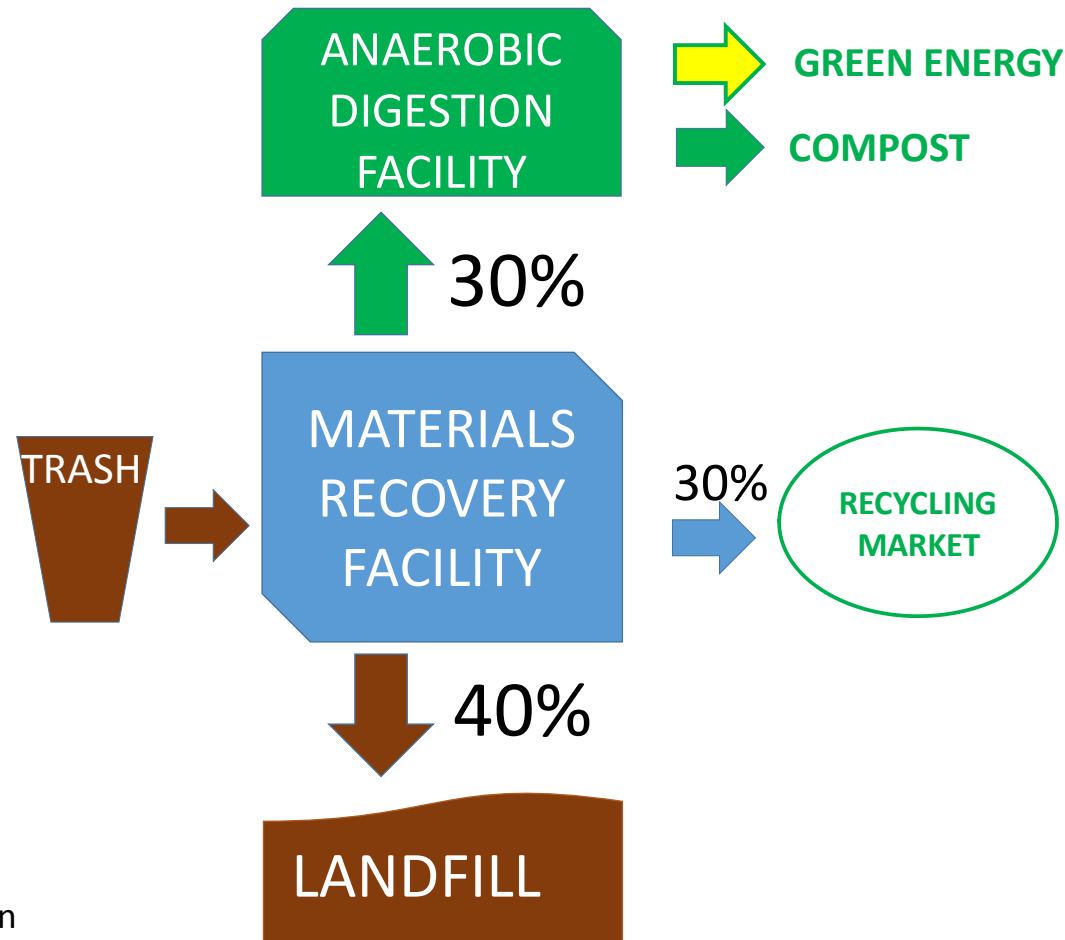 ANAEROBIC
DIGESTION
FACILITY
GREEN ENERGY
COMPOST
30%
TRASH
MATERIALS
RECOVERY
FACILITY
30%
RECYCLING
MARKET
40%
LANDFILL
n